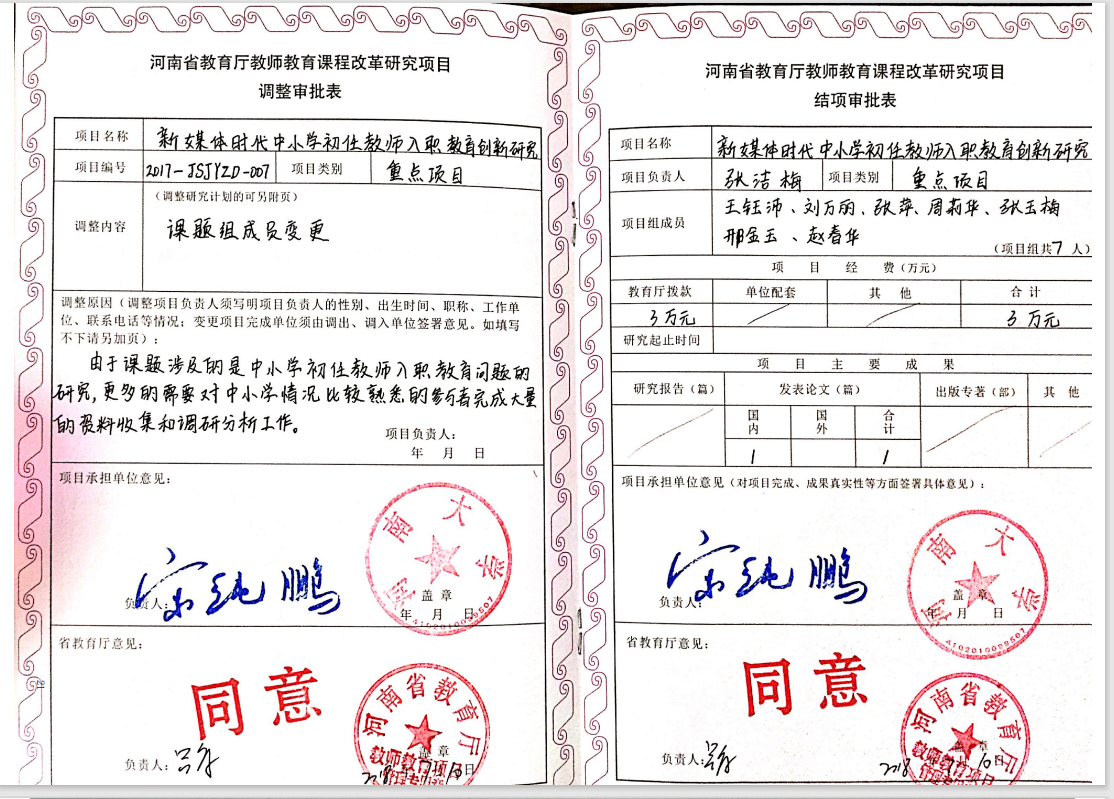 河南省教育厅教师教育课程改革研究项目
调整审批表
项目名称 新媒体时代中小学初任教师入职教育创新研究
项目编号 2017-JSJYZD-007 项目类别 重点项目
(调整研究计划的可另附页)
调整内容 课题组成员变更
调整原因(调整项目负责人须写明项目负责人的性别、出生时间、职称、工作单
位、联系电话等情况;变更项目完成单位须由调出、调入单位签署意见。如填写
不下请另加页):
由于课题涉及的是中小学初任教师入职教育问题的
研究,更多的需要对中小学情况比较熟悉的参与者完成大量
的资料收集和调研分析工作。
项目负责人:
年 月 日
项目承担单位意见:
河南大学
宋纯鹏
负责人: 盖 章
年 月 日
4102010099507
省教育厅意见:
同意
河南省教育厅
盖 章
教师教育项目
负责人:
2018 日
河南省教育厅教师教育课程改革研究项目
结项审批表
项目名称 新媒体时代中小学初任教师入职教育创新研究
项目负责人 张洁梅 项目类别 重点项目
项目组成员 王钰沛、刘万丽、张萍、周莉华、张玉梅
邢金玉、赵春华
(项目组共7人)
项 目 经 费(万元)
教育厅拨款 单位配套 其 他 合 计
3万元 3万元
研究起止时间
项 目 主 要 成 果
研究报告(篇) 发表论文(篇) 出版专著(部) 其 他
国内 国外 合计
1 1
项目承担单位意见(对项目完成、成果真实性等方面签署具体意见):
河南大学
宋纯鹏
负责人: 盖 章
年 月 日
4102010099507
省教育厅意见:
同意
河南省教育厅
盖 章
教师教育项目
负责人:
2018 日